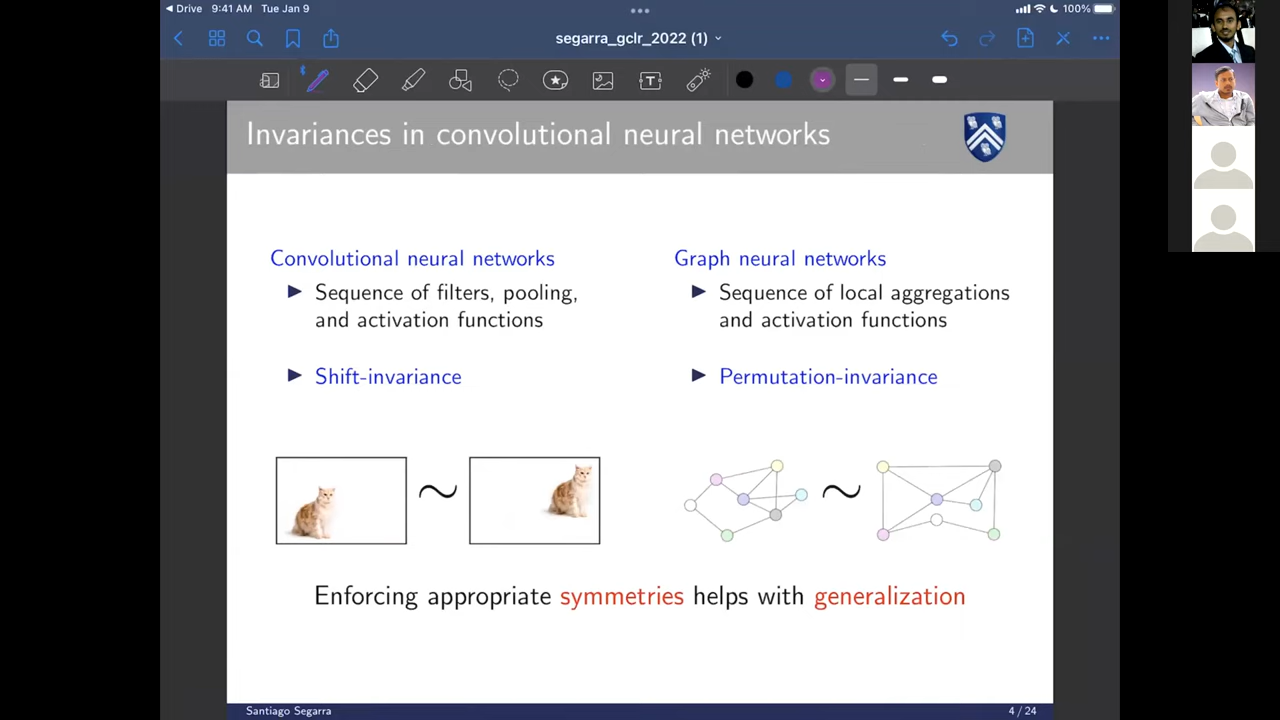 Drive 9:41 AM Tue Jan 9 100%
segarra_gclr_2022 (1)
T
Invariances in convolutional neural networks
Convolutional neural networks
Sequence of filters, pooling,
and activation functions
Shift-invariance
Graph neural networks
Sequence of local aggregations
and activation functions
Permutation-invariance
∼
∼
Enforcing appropriate symmetries helps with generalization
Santiago Segarra 4 / 24